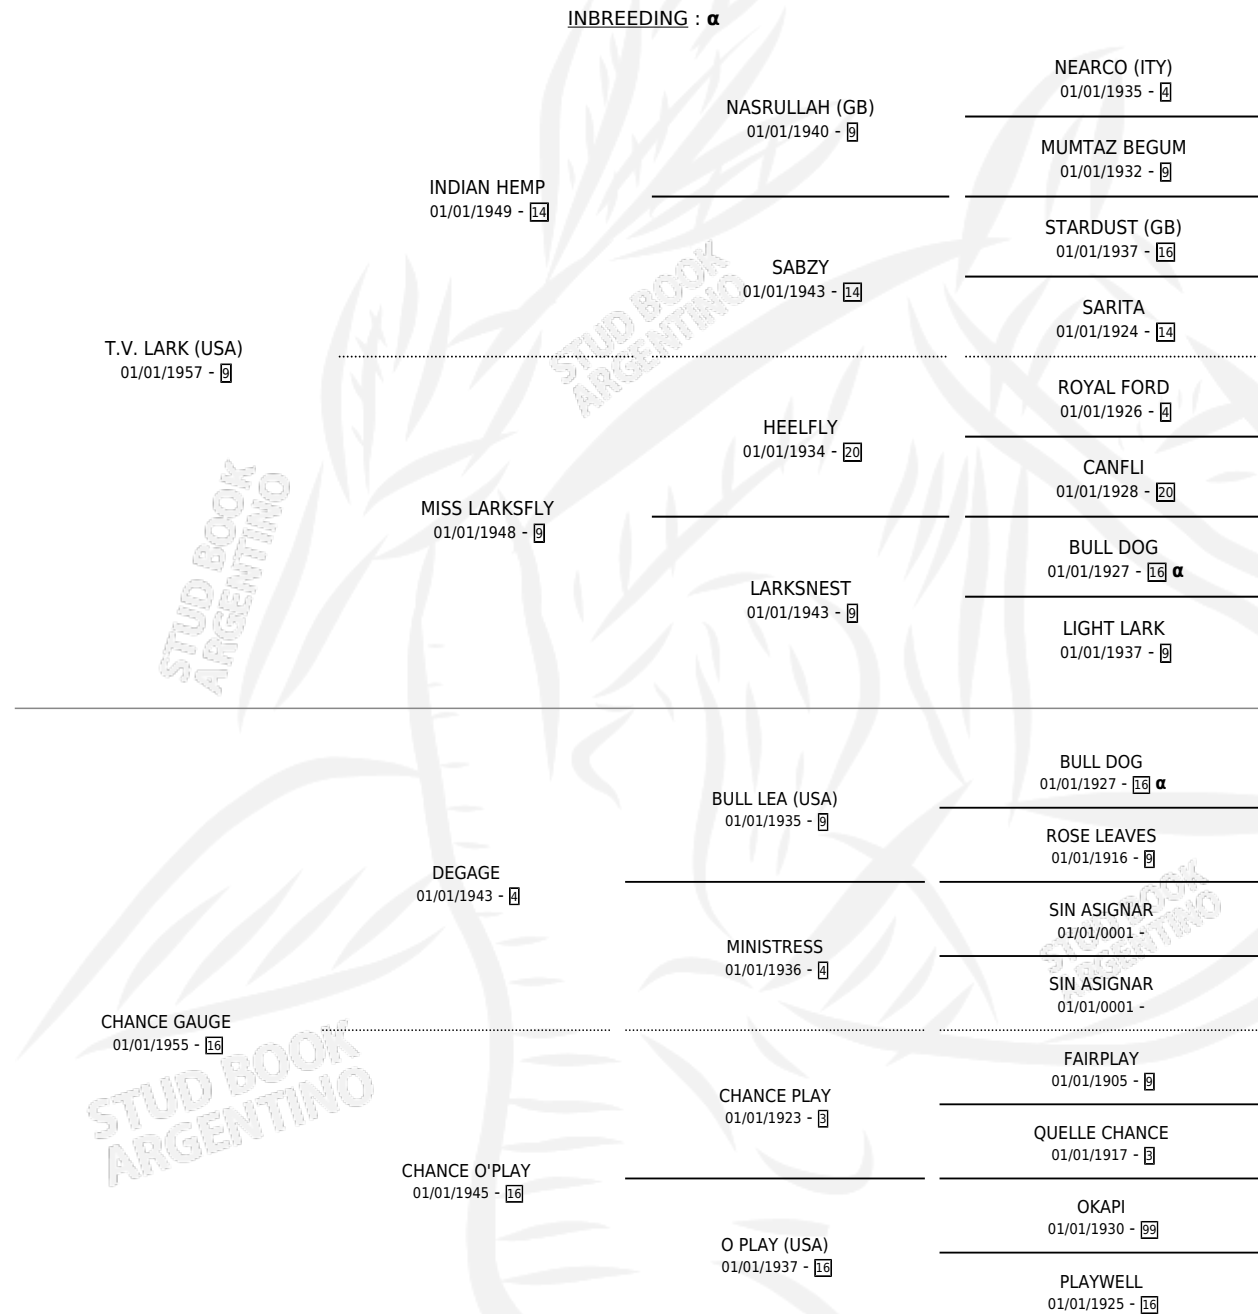 INBREEDING : α
NEARCO (ITY)
01/01/1935 - 4
NASRULLAH (GB)
01/01/1940 - 9
MUMTAZ BEGUM
01/01/1932 - 9
INDIAN HEMP
01/01/1949 - 14
STARDUST (GB)
01/01/1937 - 16
SABZY
01/01/1943 - 14
SARITA
01/01/1924 - 14
T.V. LARK (USA)
01/01/1957 - 9
ROYAL FORD
01/01/1926 - 4
HEELFLY
01/01/1934 - 20
CANFLI
01/01/1928 - 20
MISS LARKSFLY
01/01/1948 - 9
BULL DOG
01/01/1927 - 16 α
LARKSNEST
01/01/1943 - 9
LIGHT LARK
01/01/1937 - 9
BULL DOG
01/01/1927 - 16 α
BULL LEA (USA)
01/01/1935 - 9
ROSE LEAVES
01/01/1916 - 9
DEGAGE
01/01/1943 - 4
SIN ASIGNAR
01/01/0001 -
MINISTRESS
01/01/1936 - 4
SIN ASIGNAR
01/01/0001 -
CHANCE GAUGE
01/01/1955 - 16
FAIRPLAY
01/01/1905 - 9
CHANCE PLAY
01/01/1923 - 3
QUELLE CHANCE
01/01/1917 - 3
CHANCE O'PLAY
01/01/1945 - 16
OKAPI
01/01/1930 - 99
O PLAY (USA)
01/01/1937 - 16
PLAYWELL
01/01/1925 - 16
STUD BOOK
ARGENTINO
STUD BOOK
ARGENTINO
STUD BOOK
ARGENTINO
STUD BOOK
ARGENTINO